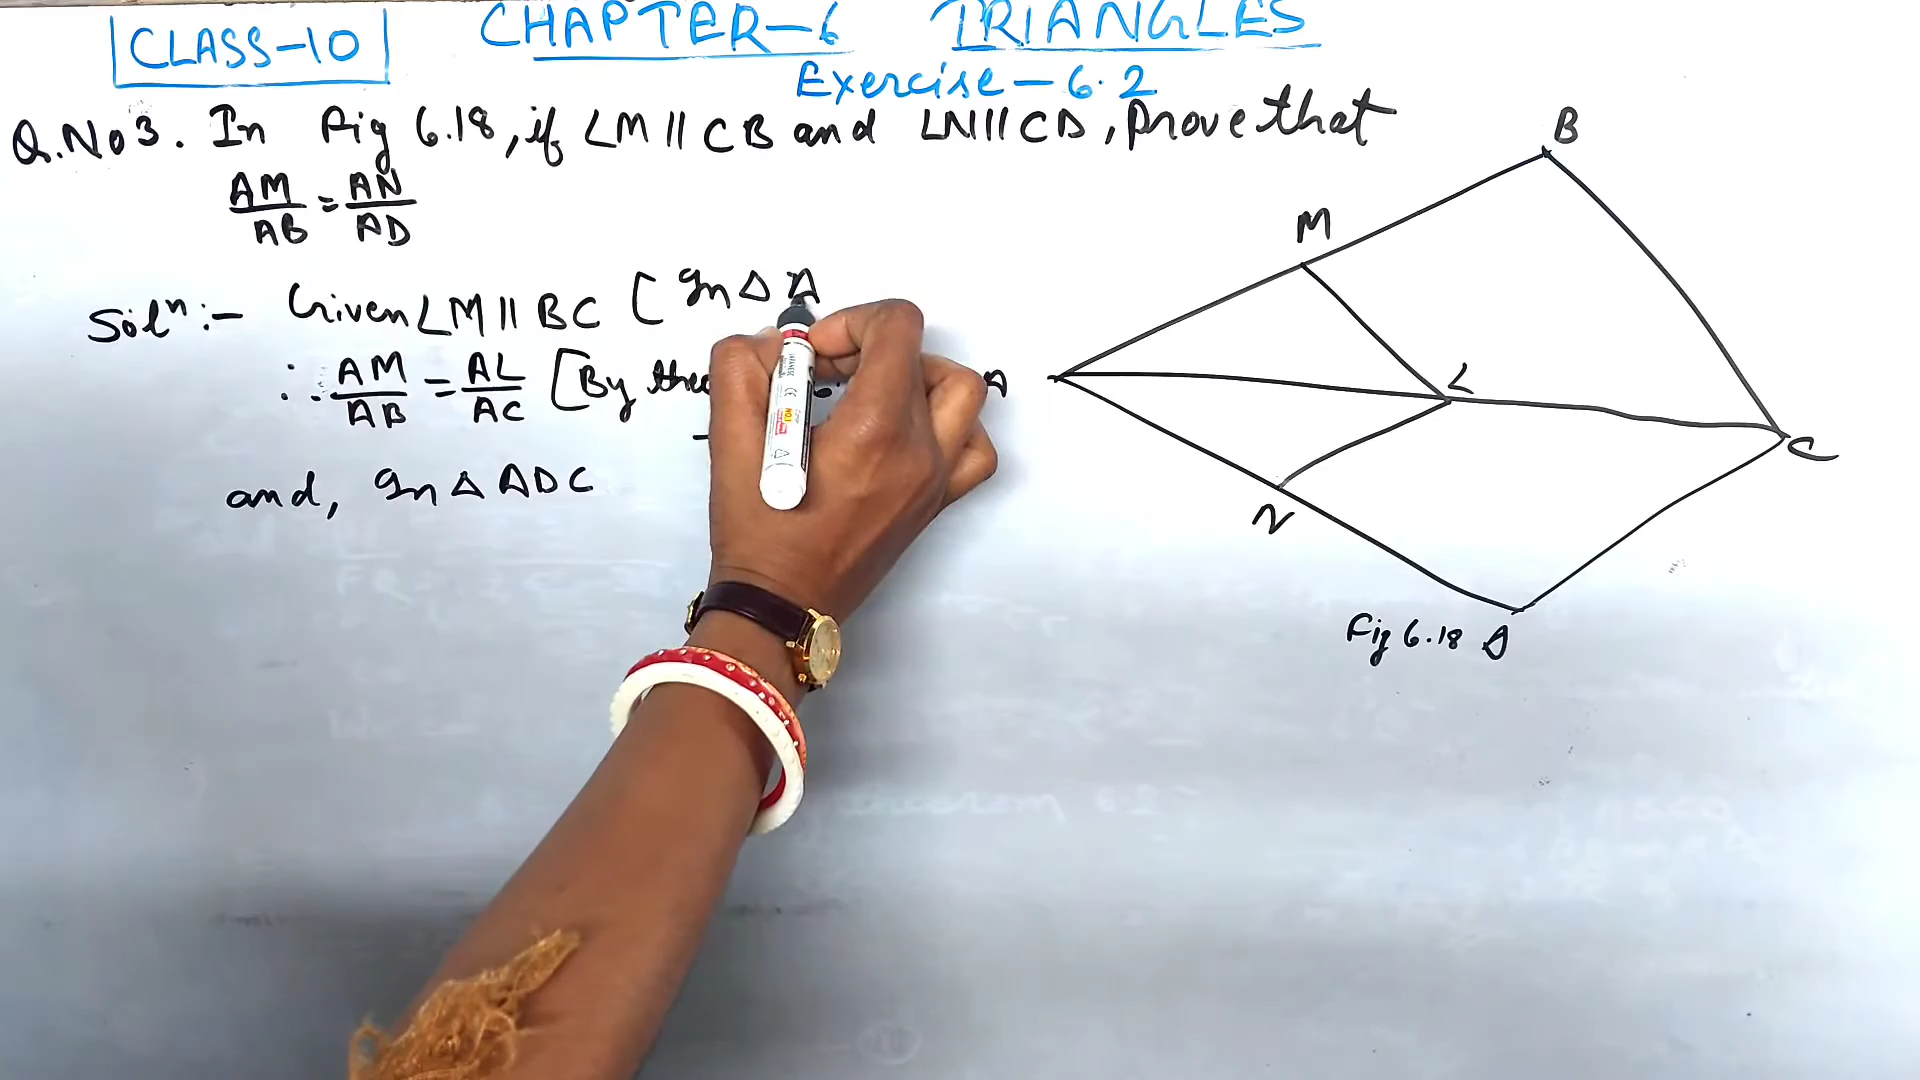 CLASS-10
CHAPTER-6 TRIANGLES
Exercise-6.2
Q.No 3. In Fig 6.18, if LM || CB and LN || CD, prove that
AM/AB = AN/AD
Solⁿ:- Given LM || BC [In △ A
∴ AM/AB = AL/AC [By
and, In △ ADC
B
M
A
L
C
N
Fig 6.18 D